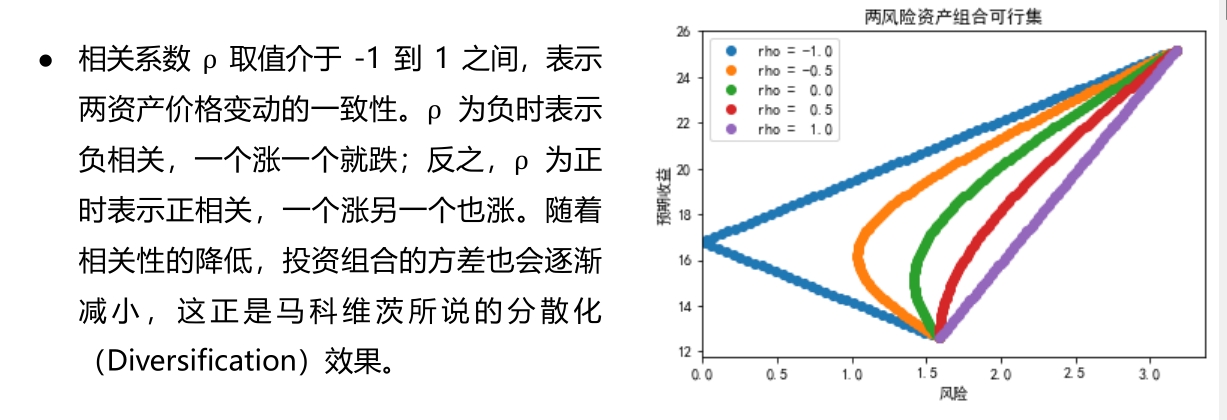 ● 相关系数 ρ 取值介于 -1 到 1 之间，表示
两资产价格变动的一致性。ρ 为负时表示
负相关，一个涨一个就跌；反之，ρ 为正
时表示正相关，一个涨另一个也涨。随着
相关性的降低，投资组合的方差也会逐渐
减小，这正是马科维茨所说的分散化
（Diversification）效果。
两风险资产组合可行集
rho = -1.0
rho = -0.5
rho = 0.0
rho = 0.5
rho = 1.0
预期收益
26
24
22
20
18
16
14
12
0.0 0.5 1.0 1.5 2.0 2.5 3.0
风险